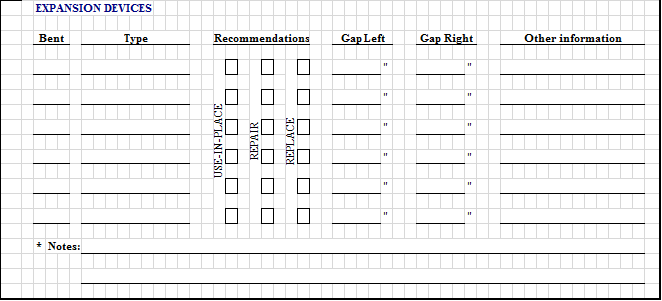 EXPANSION DEVICES
Bent Type Recommendations Gap Left Gap Right Other information
" "
" "
" "
" "
" "
" "
USE-IN-PLACE
REPAIR
REPLACE
* Notes: